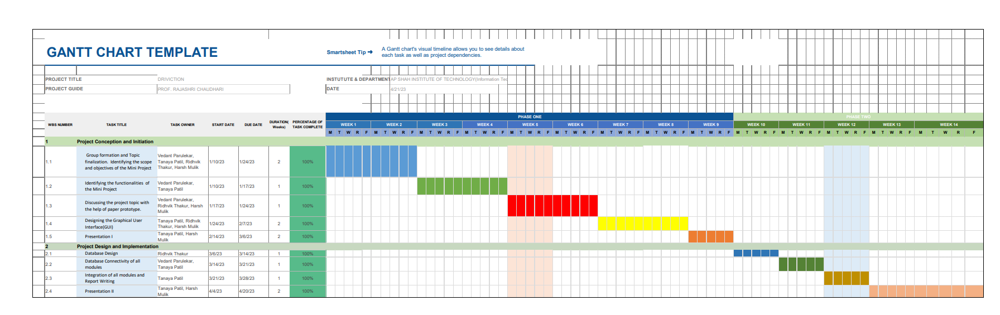 GANTT CHART TEMPLATE
Smartsheet Tip ➜
A Gantt chart's visual timeline allows you to see details about
each task as well as project dependencies.
PROJECT TITLE DRIVICTION INSTUTUTE & DEPARTMENT AP SHAH INSTITUTE OF TECHNOLOGY(Information Tec
PROJECT GUIDE PROF. RAJASHRI CHAUDHARI DATE 4/21/23
PHASE ONE PHASE TWO
WBS NUMBER TASK TITLE TASK OWNER START DATE DUE DATE DURATION( Weeks) PERCENTAGE OF TASK COMPLETE
WEEK 1 WEEK 2 WEEK 3 WEEK 4 WEEK 5 WEEK 6 WEEK 7 WEEK 8 WEEK 9 WEEK 10 WEEK 11 WEEK 12 WEEK 13 WEEK 14
M T W R F M T W R F M T W R F M T W R F M T W R F M T W R F M T W R F M T W R F M T W R F M T W R F M T W R F M T W R F M T W R F M T W R F
1 Project Conception and Initiation
1.1
Group formation and Topic
finalization. Identifying the scope
and objectives of the Mini Project
Vedant Parulekar,
Tanaya Patil, Ridhvik
Thakur, Harsh Mulik
1/10/23 1/24/23 2 100%
1.2
Identifying the functionalities of
the Mini Project
Vedant Parulekar,
Tanaya Patil
1/10/23 1/17/23 1 100%
1.3
Discussing the project topic with
the help of paper prototype.
Vedant Parulekar,
Ridhvik Thakur, Harsh
Mulik
1/17/23 1/24/23 1 100%
1.4
Designing the Graphical User
Interface(GUI)
Tanaya Patil, Ridhvik
Thakur, Harsh Mulik
1/24/23 2/7/23 2 100%
1.5
Presentation I
Tanaya Patil, Harsh
Mulik
2/14/23 3/6/23 2 100%
2 Project Design and Implementation
2.1 Database Design Ridhvik Thakur 3/6/23 3/14/23 1 100%
2.2
Database Connectivity of all
modules
Vedant Parulekar,
Tanaya Patil
3/14/23 3/21/23 1 100%
2.3
Integration of all modules and
Report Writing
Tanaya Patil
3/21/23 3/28/23 1 100%
2.4
Presentation II
Tanaya Patil, Harsh
Mulik
4/4/23 4/20/23 2 100%